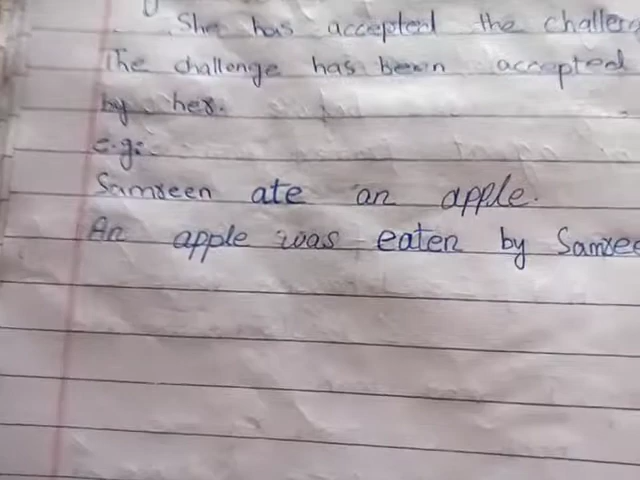 She has accepted the challeng
The challenge has been accepted
by her.
e.g:-
Samreen ate an apple.
An apple was eaten by Samree